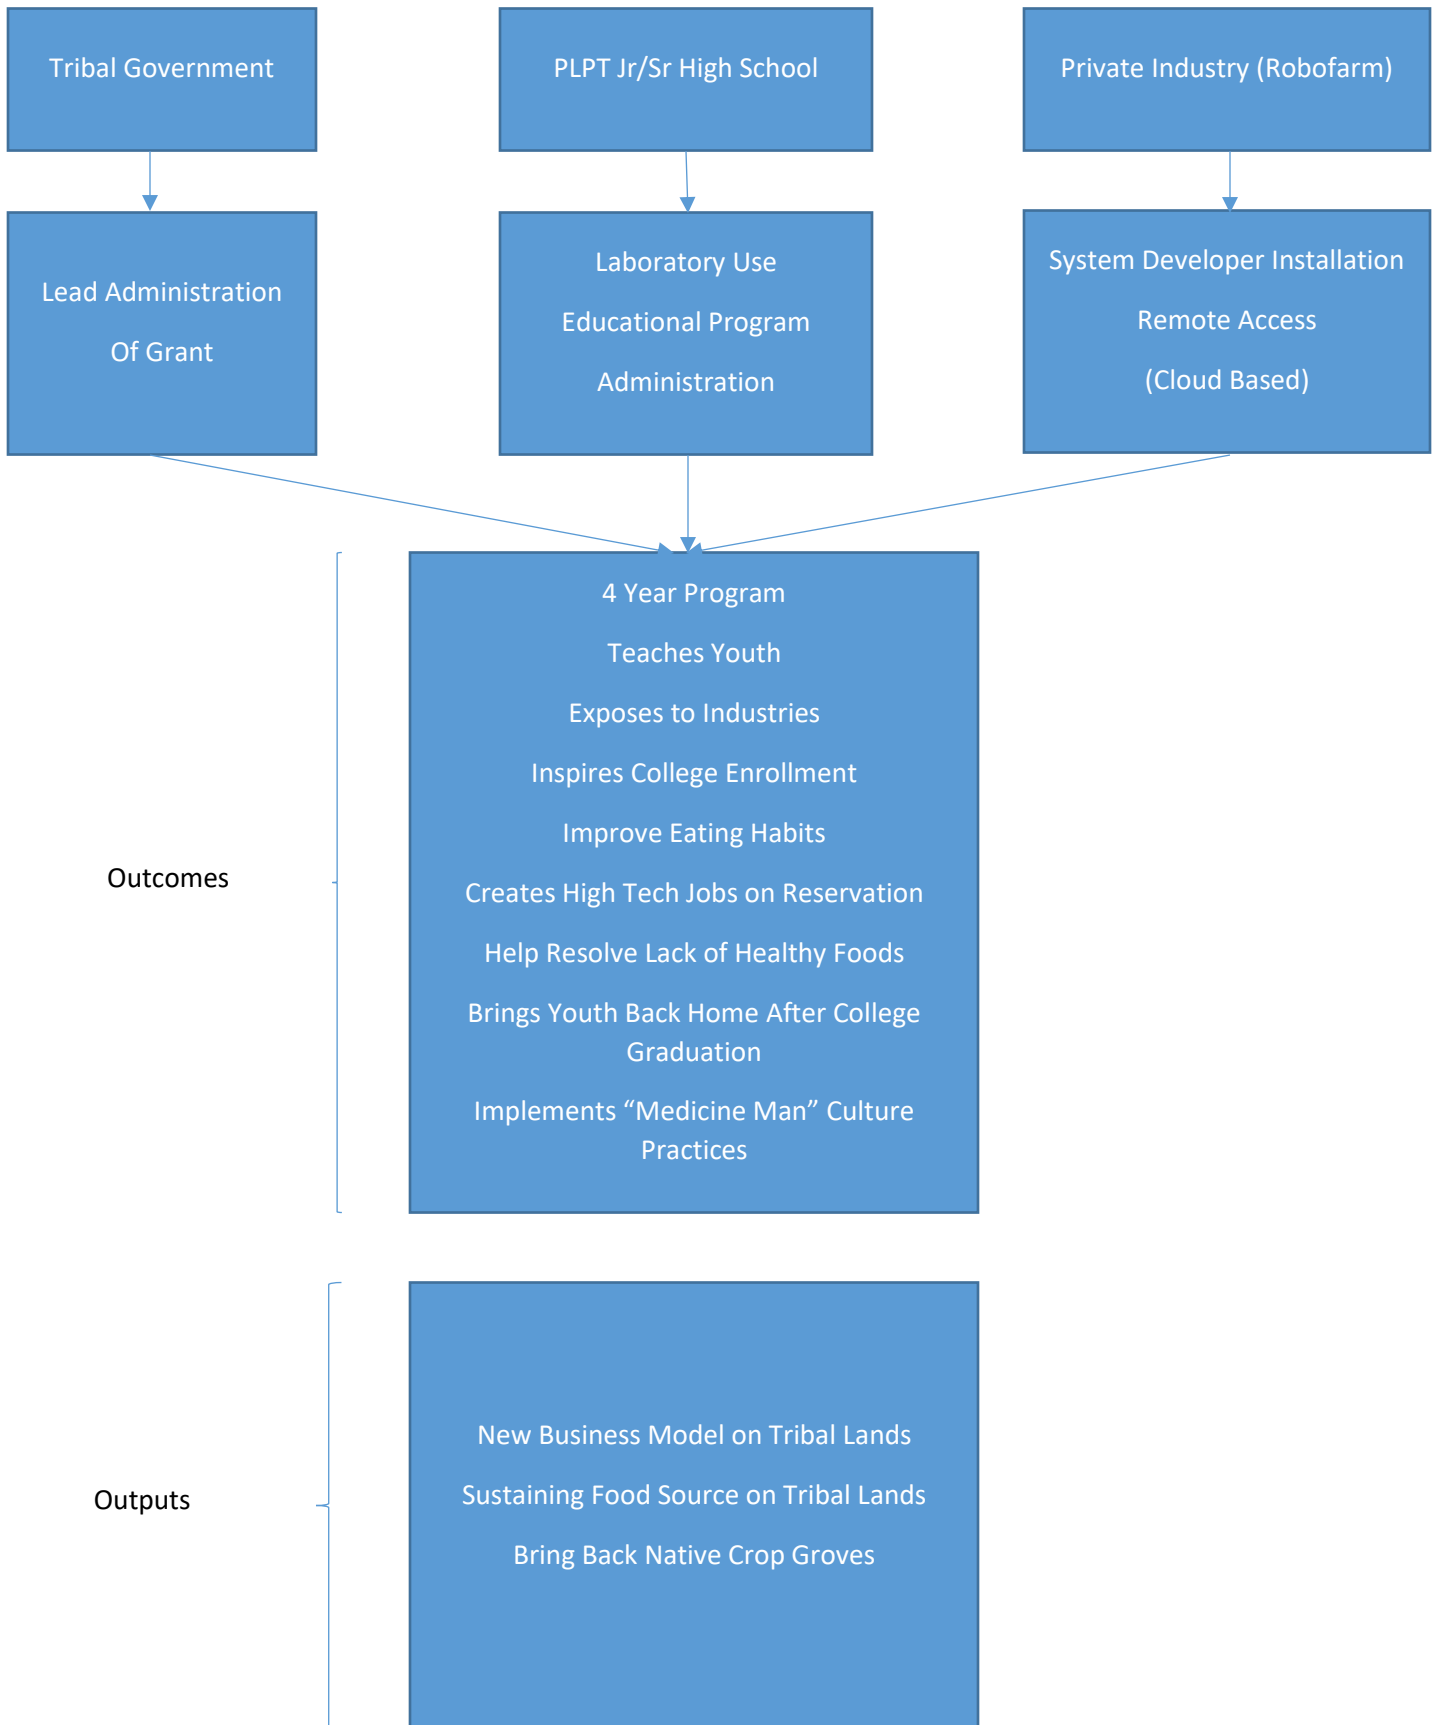 Tribal Government
PLPT Jr/Sr High School
Private Industry (Robofarm)
Lead Administration
Of Grant
Laboratory Use
Educational Program
Administration
System Developer Installation
Remote Access
(Cloud Based)
Outcomes
4 Year Program
Teaches Youth
Exposes to Industries
Inspires College Enrollment
Improve Eating Habits
Creates High Tech Jobs on Reservation
Help Resolve Lack of Healthy Foods
Brings Youth Back Home After College
Graduation
Implements “Medicine Man” Culture
Practices
Outputs
New Business Model on Tribal Lands
Sustaining Food Source on Tribal Lands
Bring Back Native Crop Groves